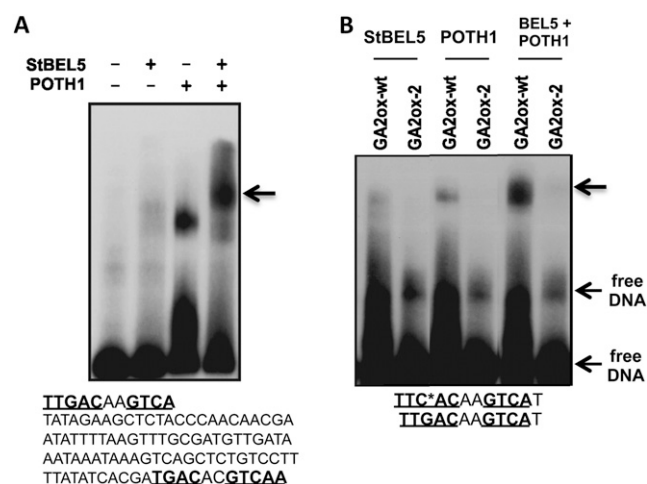 A
StBEL5 – + – +
POTH1 – – + +
TTGACAAGTCA
TATAGAAGCTCTACCCAACAACGA
ATATTTTAAGTTTGCGATGTTGATA
AATAAATAAAGTCAGCTCTGTCCTT
TTATATCACGATGACACGTCAA
B
StBEL5 POTH1 BEL5 + POTH1
GA2ox-wt GA2ox-2 GA2ox-wt GA2ox-2 GA2ox-wt GA2ox-2
free DNA
free DNA
TTC*ACAAGTCAT
TTGACAAGTCAT